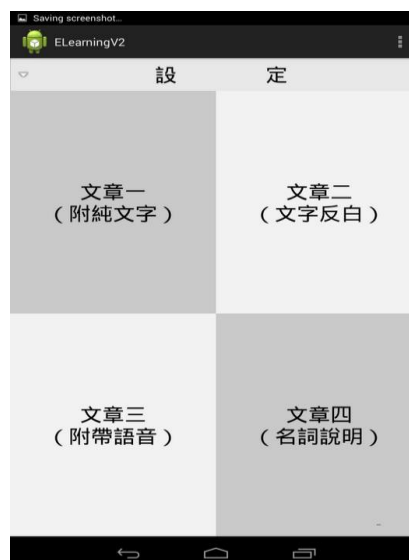 Saving screenshot...
ELearningV2
設 定
文章一
（附純文字）
文章二
（文字反白）
文章三
（附帶語音）
文章四
（名詞說明）